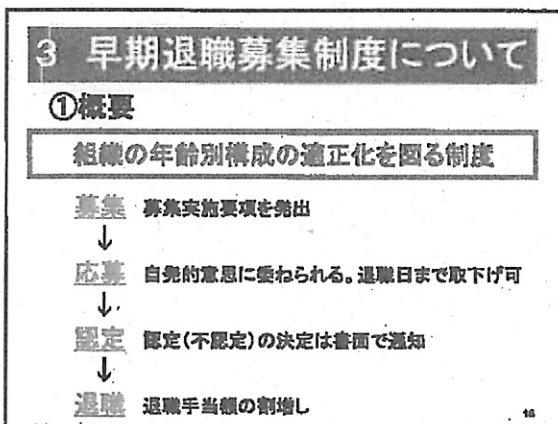 3 早期退職募集制度について
①概要
組織の年齢別構成の適正化を図る制度
募集 募集実施要項を発出
↓
応募 自発的意思に委ねられる。退職日まで取下げ可
↓
認定 認定(不認定)の決定は書面で通知
↓
退職 退職手当額の割増し
16